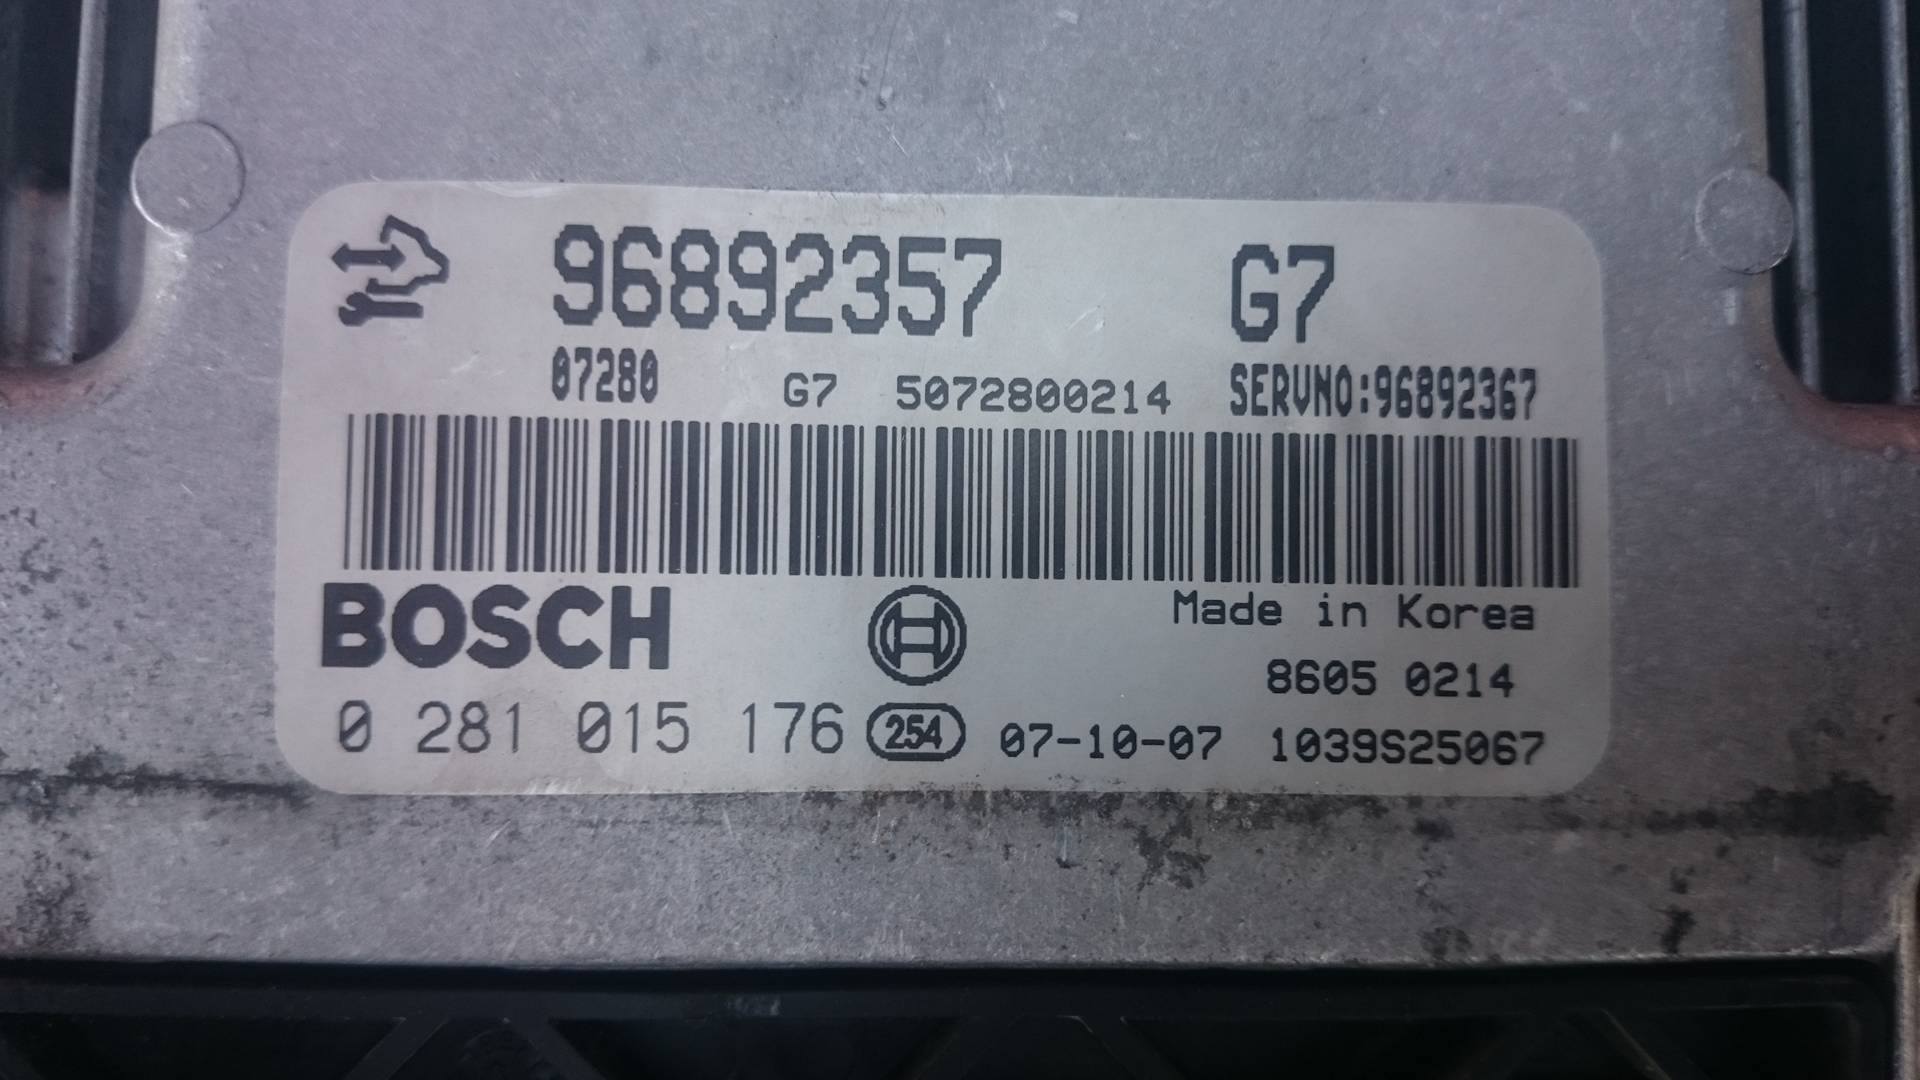 96892357 G7
07280 G7 5072800214 SERVNO:96892367
BOSCH Made in Korea
8605 0214
0 281 015 176 254 07-10-07 1039S25067